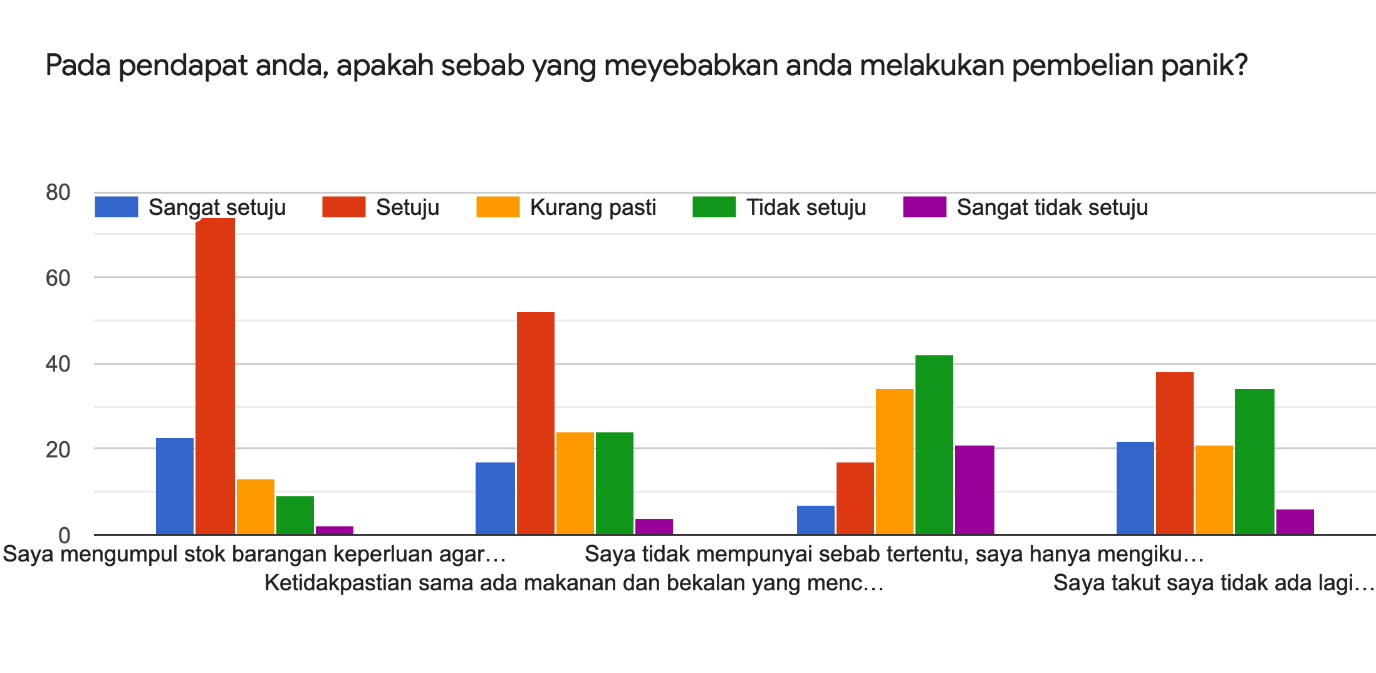 Pada pendapat anda, apakah sebab yang meyebabkan anda melakukan pembelian panik?
80
Sangat setuju
Setuju
Kurang pasti
Tidak setuju
Sangat tidak setuju
60
40
20
0
Saya mengumpul stok barangan keperluan agar…
Saya tidak mempunyai sebab tertentu, saya hanya mengiku…
Ketidakpastian sama ada makanan dan bekalan yang menc…
Saya takut saya tidak ada lagi…